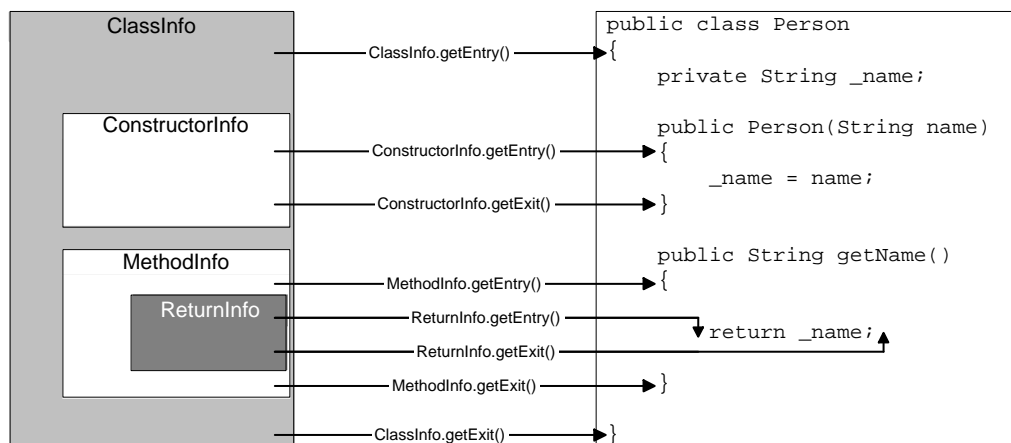 ClassInfo
ClassInfo.getEntry()
ConstructorInfo
ConstructorInfo.getEntry()
ConstructorInfo.getExit()
MethodInfo
MethodInfo.getEntry()
ReturnInfo
ReturnInfo.getEntry()
ReturnInfo.getExit()
MethodInfo.getExit()
ClassInfo.getExit()
public class Person
{
private String _name;
public Person(String name)
{
_name = name;
}
public String getName()
{
return _name;
}
}